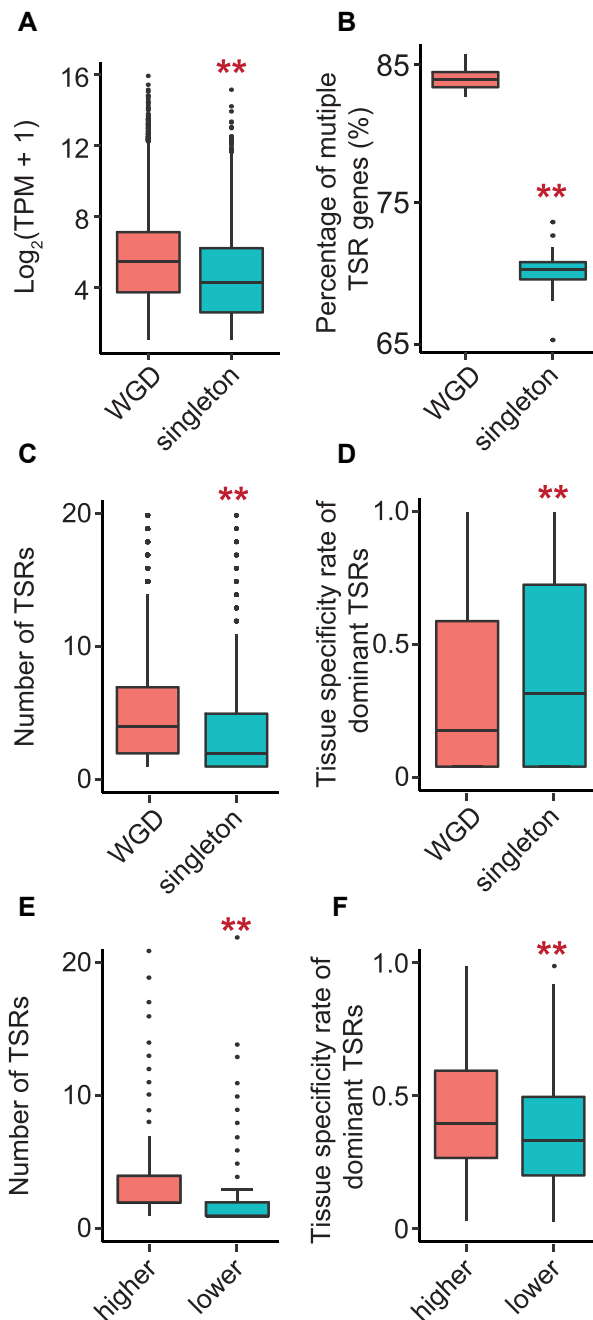 A
Log₂(TPM + 1)
16
12
8
4
**
WGD
singleton
B
Percentage of mutiple
TSR genes (%)
85
75
65
**
WGD
singleton
C
Number of TSRs
20
10
0
**
WGD
singleton
D
Tissue specificity rate of
dominant TSRs
1.0
0.5
0
**
WGD
singleton
E
Number of TSRs
20
10
0
**
higher
lower
F
Tissue specificity rate of
dominant TSRs
1.0
0.5
0
**
higher
lower